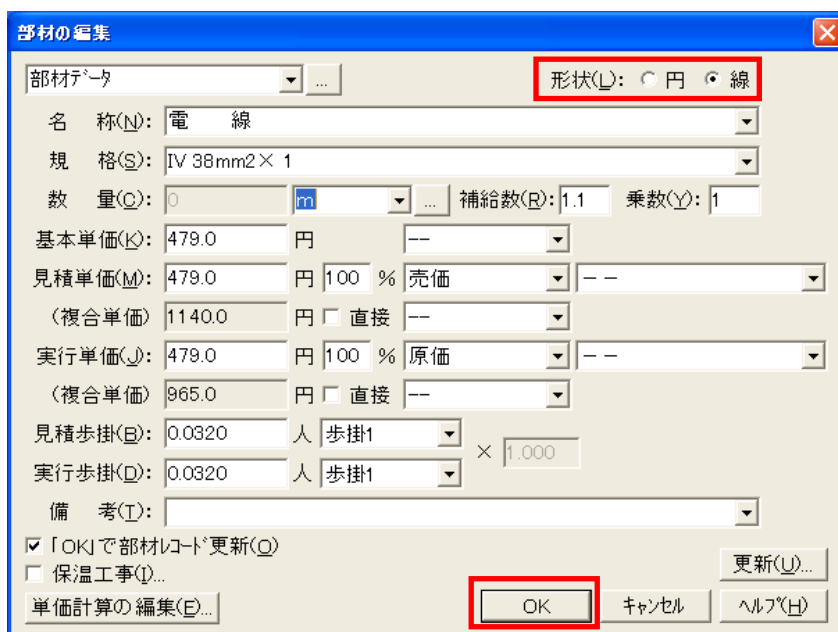 部材の編集
部材ﾃﾞｰﾀ ... 形状(L): 円 線
名 称(N): 電 線
規 格(S): IV 38mm2× 1
数 量(C): 0 m ... 補給数(R): 1.1 乗数(Y): 1
基本単価(K): 479.0 円 --
見積単価(M): 479.0 円 100 % 売価 --
(複合単価) 1140.0 円 直接 --
実行単価(J): 479.0 円 100 % 原価 --
(複合単価) 965.0 円 直接 --
見積歩掛(B): 0.0320 人 歩掛1
× 1.000
実行歩掛(D): 0.0320 人 歩掛1
備 考(T):
「OK」で部材ﾚｺｰﾄﾞ更新(O)
保温工事(I)...
更新(U)...
単価計算の編集(E)... OK ｷｬﾝｾﾙ ﾍﾙﾌﾟ(H)